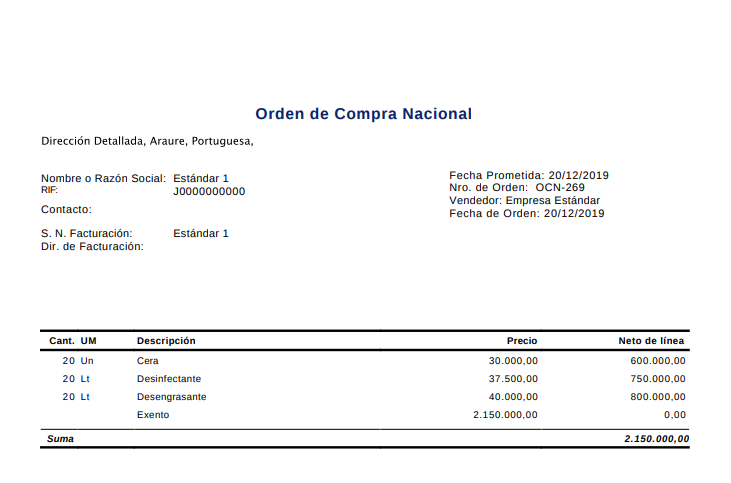 Orden de Compra Nacional
Dirección Detallada, Araure, Portuguesa,
Nombre o Razón Social: Estándar 1
RIF: J0000000000
Contacto:
S. N. Facturación: Estándar 1
Dir. de Facturación:
Fecha Prometida: 20/12/2019
Nro. de Orden: OCN-269
Vendedor: Empresa Estándar
Fecha de Orden: 20/12/2019
Cant. UM Descripción Precio Neto de línea
20 Un Cera 30.000,00 600.000,00
20 Lt Desinfectante 37.500,00 750.000,00
20 Lt Desengrasante 40.000,00 800.000,00
Exento 2.150.000,00 0,00
Suma 2.150.000,00